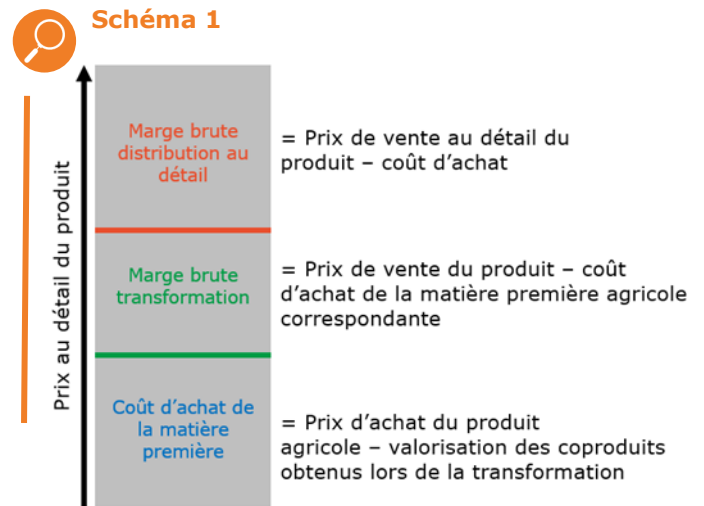 Schéma 1
Prix au détail du produit
Marge brute
distribution au
détail
= Prix de vente au détail du
produit – coût d'achat
Marge brute
transformation
= Prix de vente du produit – coût
d'achat de la matière première agricole
correspondante
Coût d'achat de
la matière
première
= Prix d'achat du produit
agricole – valorisation des coproduits
obtenus lors de la transformation